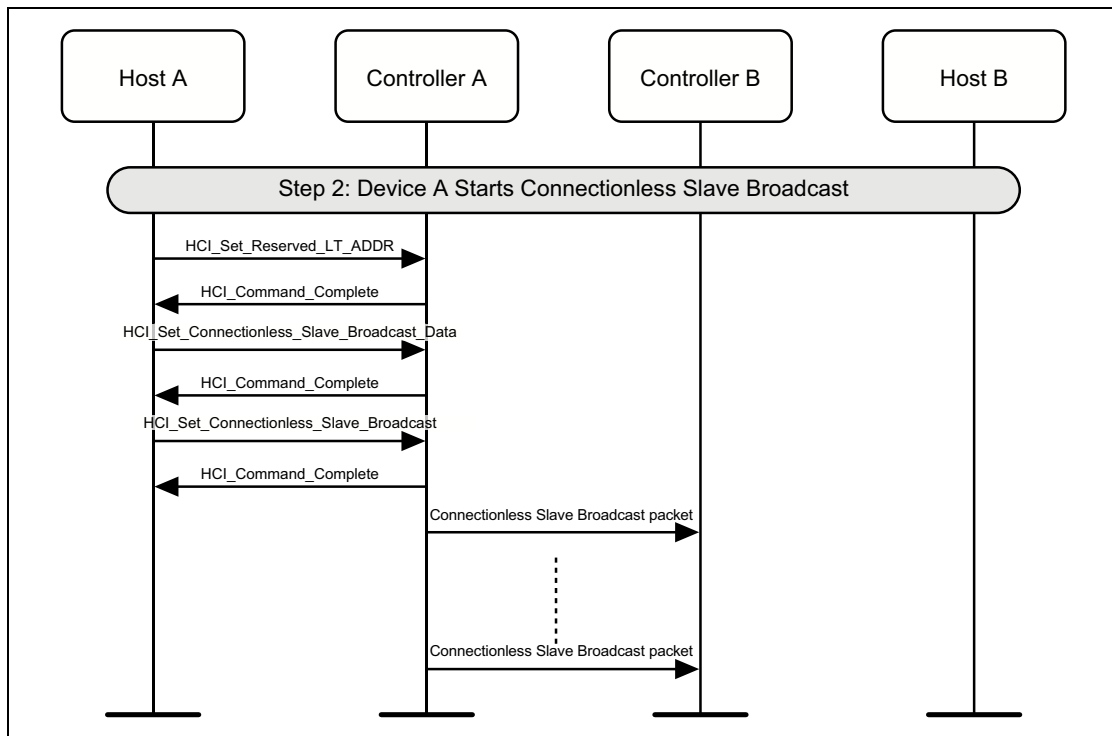 Host A
Controller A
Controller B
Host B
Step 2: Device A Starts Connectionless Slave Broadcast
HCI_Set_Reserved_LT_ADDR
HCI_Command_Complete
HCI_Set_Connectionless_Slave_Broadcast_Data
HCI_Command_Complete
HCI_Set_Connectionless_Slave_Broadcast
HCI_Command_Complete
Connectionless Slave Broadcast packet
Connectionless Slave Broadcast packet